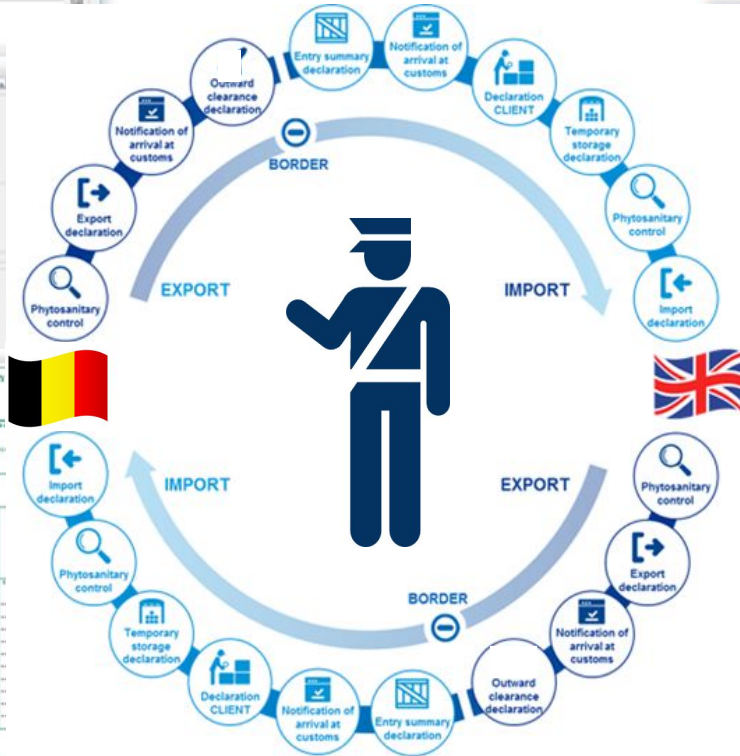 Entry summary
declaration
Notification of
arrival at
customs
Declaration
CLIENT
Temporary
storage
declaration
Phytosanitary
control
Import
declaration
Outward
clearance
declaration
Notification of
arrival at
customs
Export
declaration
Phytosanitary
control
BORDER
EXPORT
IMPORT
IMPORT
EXPORT
BORDER
Import
declaration
Phytosanitary
control
Temporary
storage
declaration
Declaration
CLIENT
Notification of
arrival at
customs
Entry summary
declaration
Outward
clearance
declaration
Notification of
arrival at
customs
Export
declaration
Phytosanitary
control